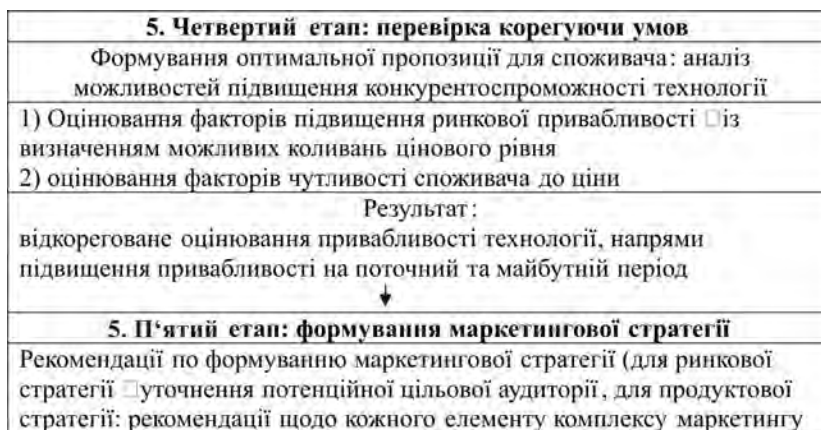 5. Четвертий етап: перевірка корегуючи умов
Формування оптимальної пропозиції для споживача: аналіз
можливостей підвищення конкурентоспроможності технології
1) Оцінювання факторів підвищення ринкової привабливості □із
визначенням можливих коливань цінового рівня
2) оцінювання факторів чутливості споживача до ціни
Результат:
відкореговане оцінювання привабливості технології, напрями
підвищення привабливості на поточний та майбутній період
5. П‘ятий етап: формування маркетингової стратегії
Рекомендації по формуванню маркетингової стратегії (для ринкової
стратегії □уточнення потенційної цільової аудиторії, для продуктової
стратегії: рекомендації щодо кожного елементу комплексу маркетингу